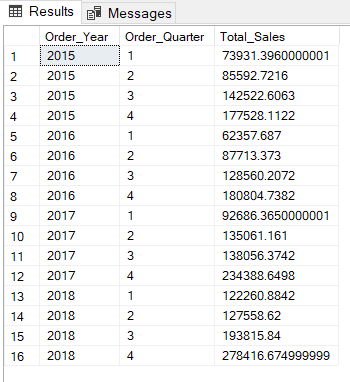 Results Messages
Order_Year Order_Quarter Total_Sales
1 2015 1 73931.3960000001
2 2015 2 85592.7216
3 2015 3 142522.6063
4 2015 4 177528.1122
5 2016 1 62357.687
6 2016 2 87713.373
7 2016 3 128560.2072
8 2016 4 180804.7382
9 2017 1 92686.3650000001
10 2017 2 135061.161
11 2017 3 138056.3742
12 2017 4 234388.6498
13 2018 1 122260.8842
14 2018 2 127558.62
15 2018 3 193815.84
16 2018 4 278416.674999999